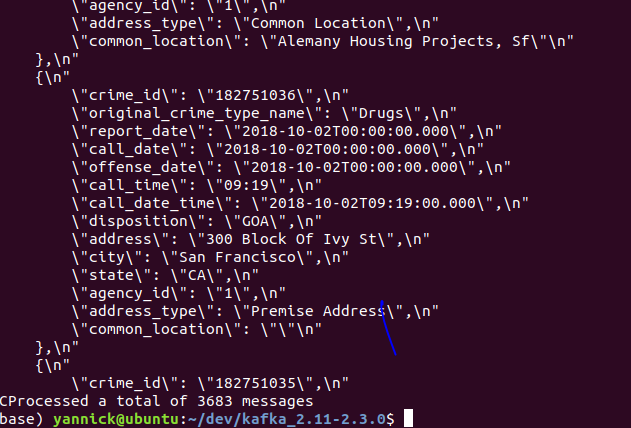 \"agency_id\": \"1\",\n"
\"address_type\": \"Common Location\",\n"
\"common_location\": \"Alemany Housing Projects, Sf\"\n"
},\n"
{\n"
\"crime_id\": \"182751036\",\n"
\"original_crime_type_name\": \"Drugs\",\n"
\"report_date\": \"2018-10-02T00:00:00.000\",\n"
\"call_date\": \"2018-10-02T00:00:00.000\",\n"
\"offense_date\": \"2018-10-02T00:00:00.000\",\n"
\"call_time\": \"09:19\",\n"
\"call_date_time\": \"2018-10-02T09:19:00.000\",\n"
\"disposition\": \"GOA\",\n"
\"address\": \"300 Block Of Ivy St\",\n"
\"city\": \"San Francisco\",\n"
\"state\": \"CA\",\n"
\"agency_id\": \"1\",\n"
\"address_type\": \"Premise Address\",\n"
\"common_location\": \"\"\n"
},\n"
{\n"
\"crime_id\": \"182751035\",\n"
CProcessed a total of 3683 messages
base) yannick@ubuntu:~/dev/kafka_2.11-2.3.0$